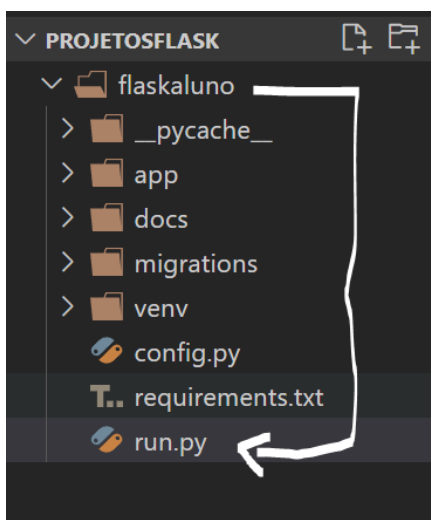 PROJETOSFLASK
flaskaluno
__pycache__
app
docs
migrations
venv
config.py
T.. requirements.txt
run.py